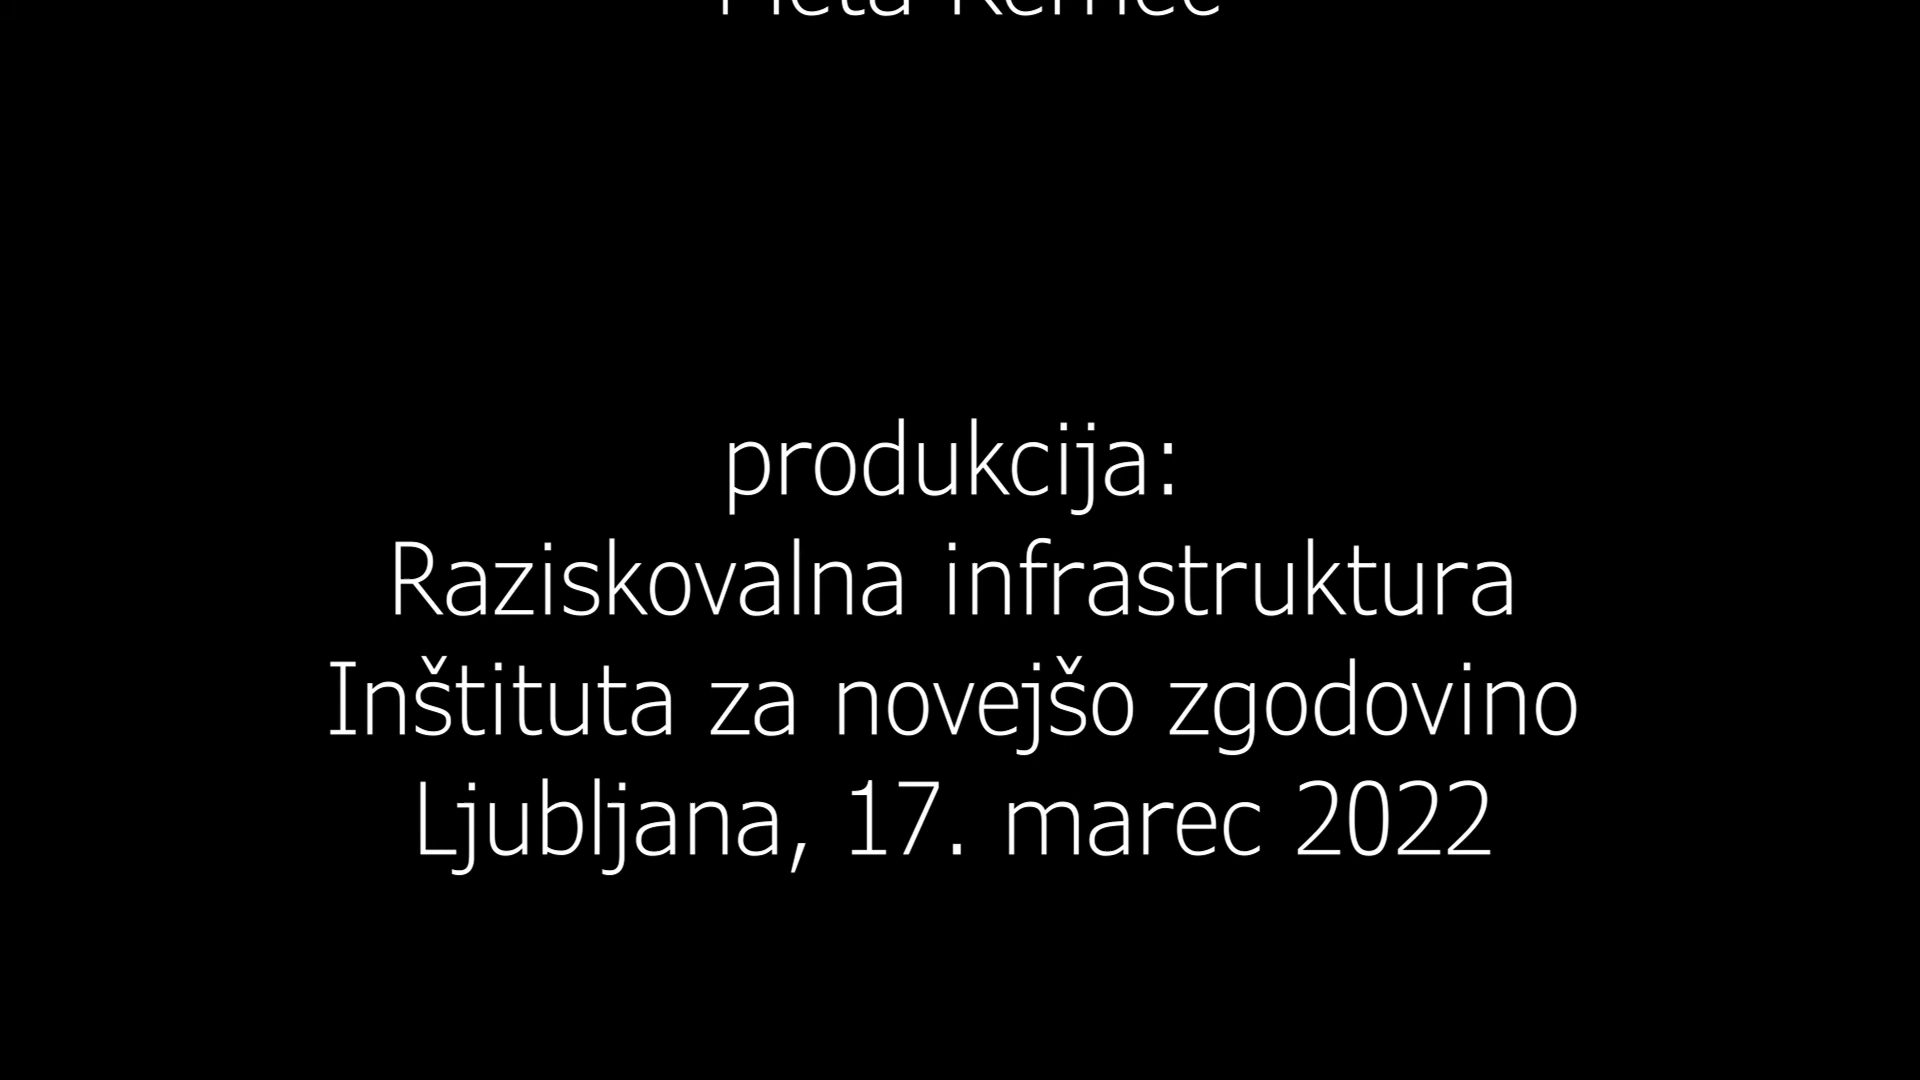 produkcija:
Raziskovalna infrastruktura
Inštituta za novejšo zgodovino
Ljubljana, 17. marec 2022